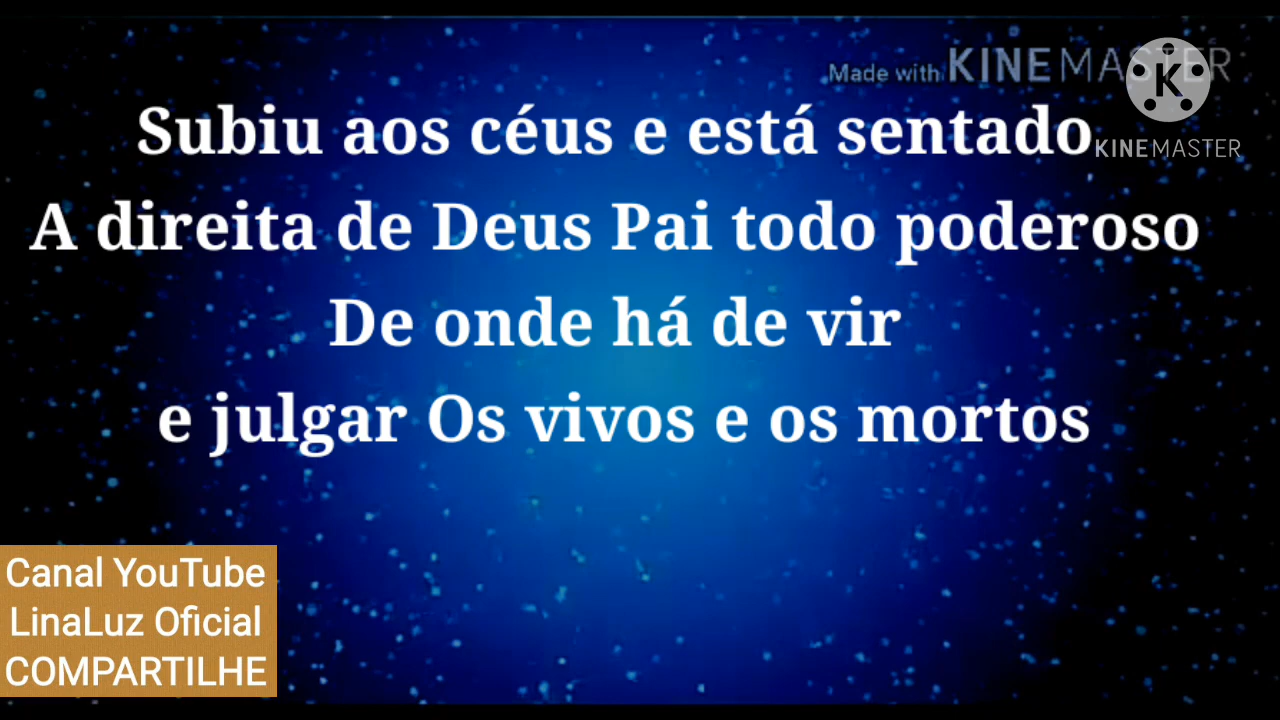 Made with KINEMASTER
K
KINEMASTER
Subiu aos céus e está sentado
A direita de Deus Pai todo poderoso
De onde há de vir
e julgar Os vivos e os mortos
Canal YouTube
LinaLuz Oficial
COMPARTILHE